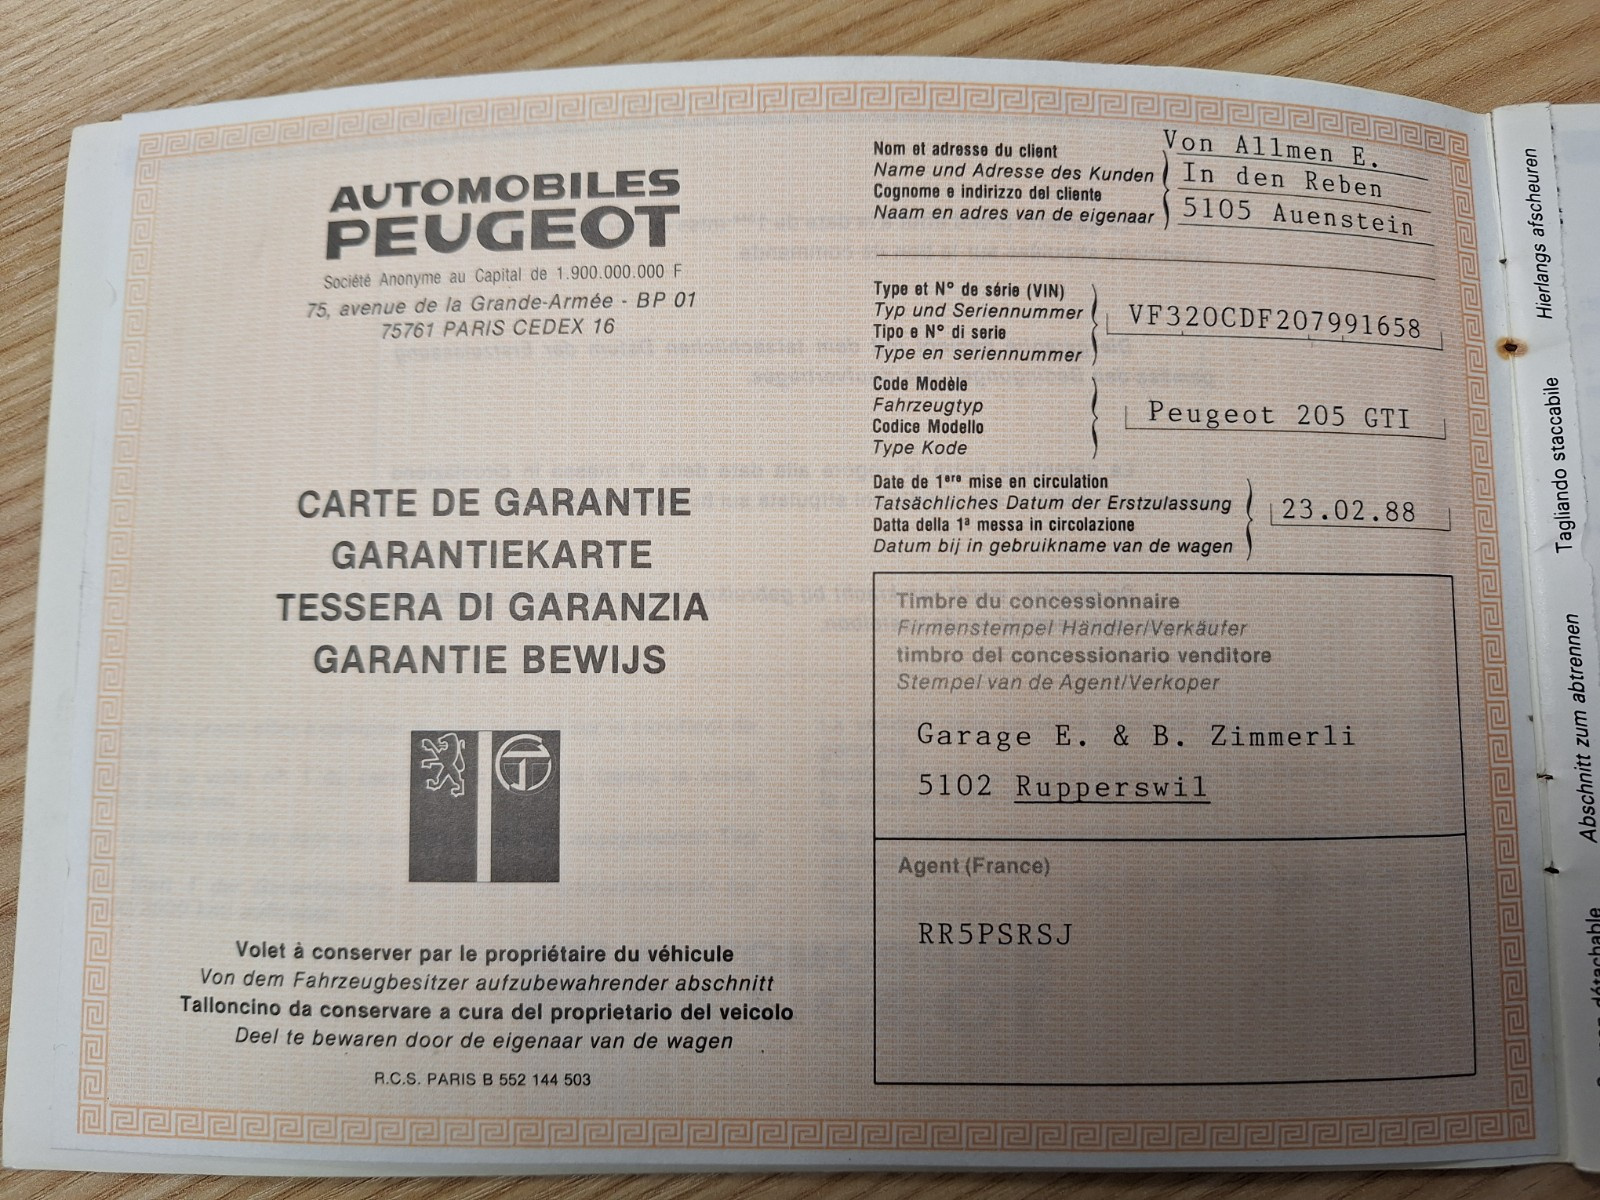 AUTOMOBILES
PEUGEOT
Société Anonyme au Capital de 1.900.000.000 F
75, avenue de la Grande-Armée - BP 01
75761 PARIS CEDEX 16
CARTE DE GARANTIE
GARANTIEKARTE
TESSERA DI GARANZIA
GARANTIE BEWIJS
Volet à conserver par le propriétaire du véhicule
Von dem Fahrzeugbesitzer aufzubewahrender abschnitt
Talloncino da conservare a cura del proprietario del veicolo
Deel te bewaren door de eigenaar van de wagen
R.C.S. PARIS B 552 144 503
Nom et adresse du client
Name und Adresse des Kunden
Cognome e indirizzo del cliente
Naam en adres van de eigenaar
Von Allmen E.
In den Reben
5105 Auenstein
Type et N° de série (VIN)
Typ und Seriennummer
Tipo e N° di serie
Type en seriennummer
VF320CDF207991658
Code Modèle
Fahrzeugtyp
Codice Modello
Type Kode
Peugeot 205 GTI
Date de 1ere mise en circulation
Tatsächliches Datum der Erstzulassung
Datta della 1a messa in circolazione
Datum bij in gebruikname van de wagen
23.02.88
Timbre du concessionnaire
Firmenstempel Händler/Verkäufer
timbro del concessionario venditore
Stempel van de Agent/Verkoper
Garage E. & B. Zimmerli
5102 Rupperswil
Agent (France)
RR5PSRSJ
Hierlangs afscheuren
Tagliando staccabile
Abschnitt zum abtrennen
détachable